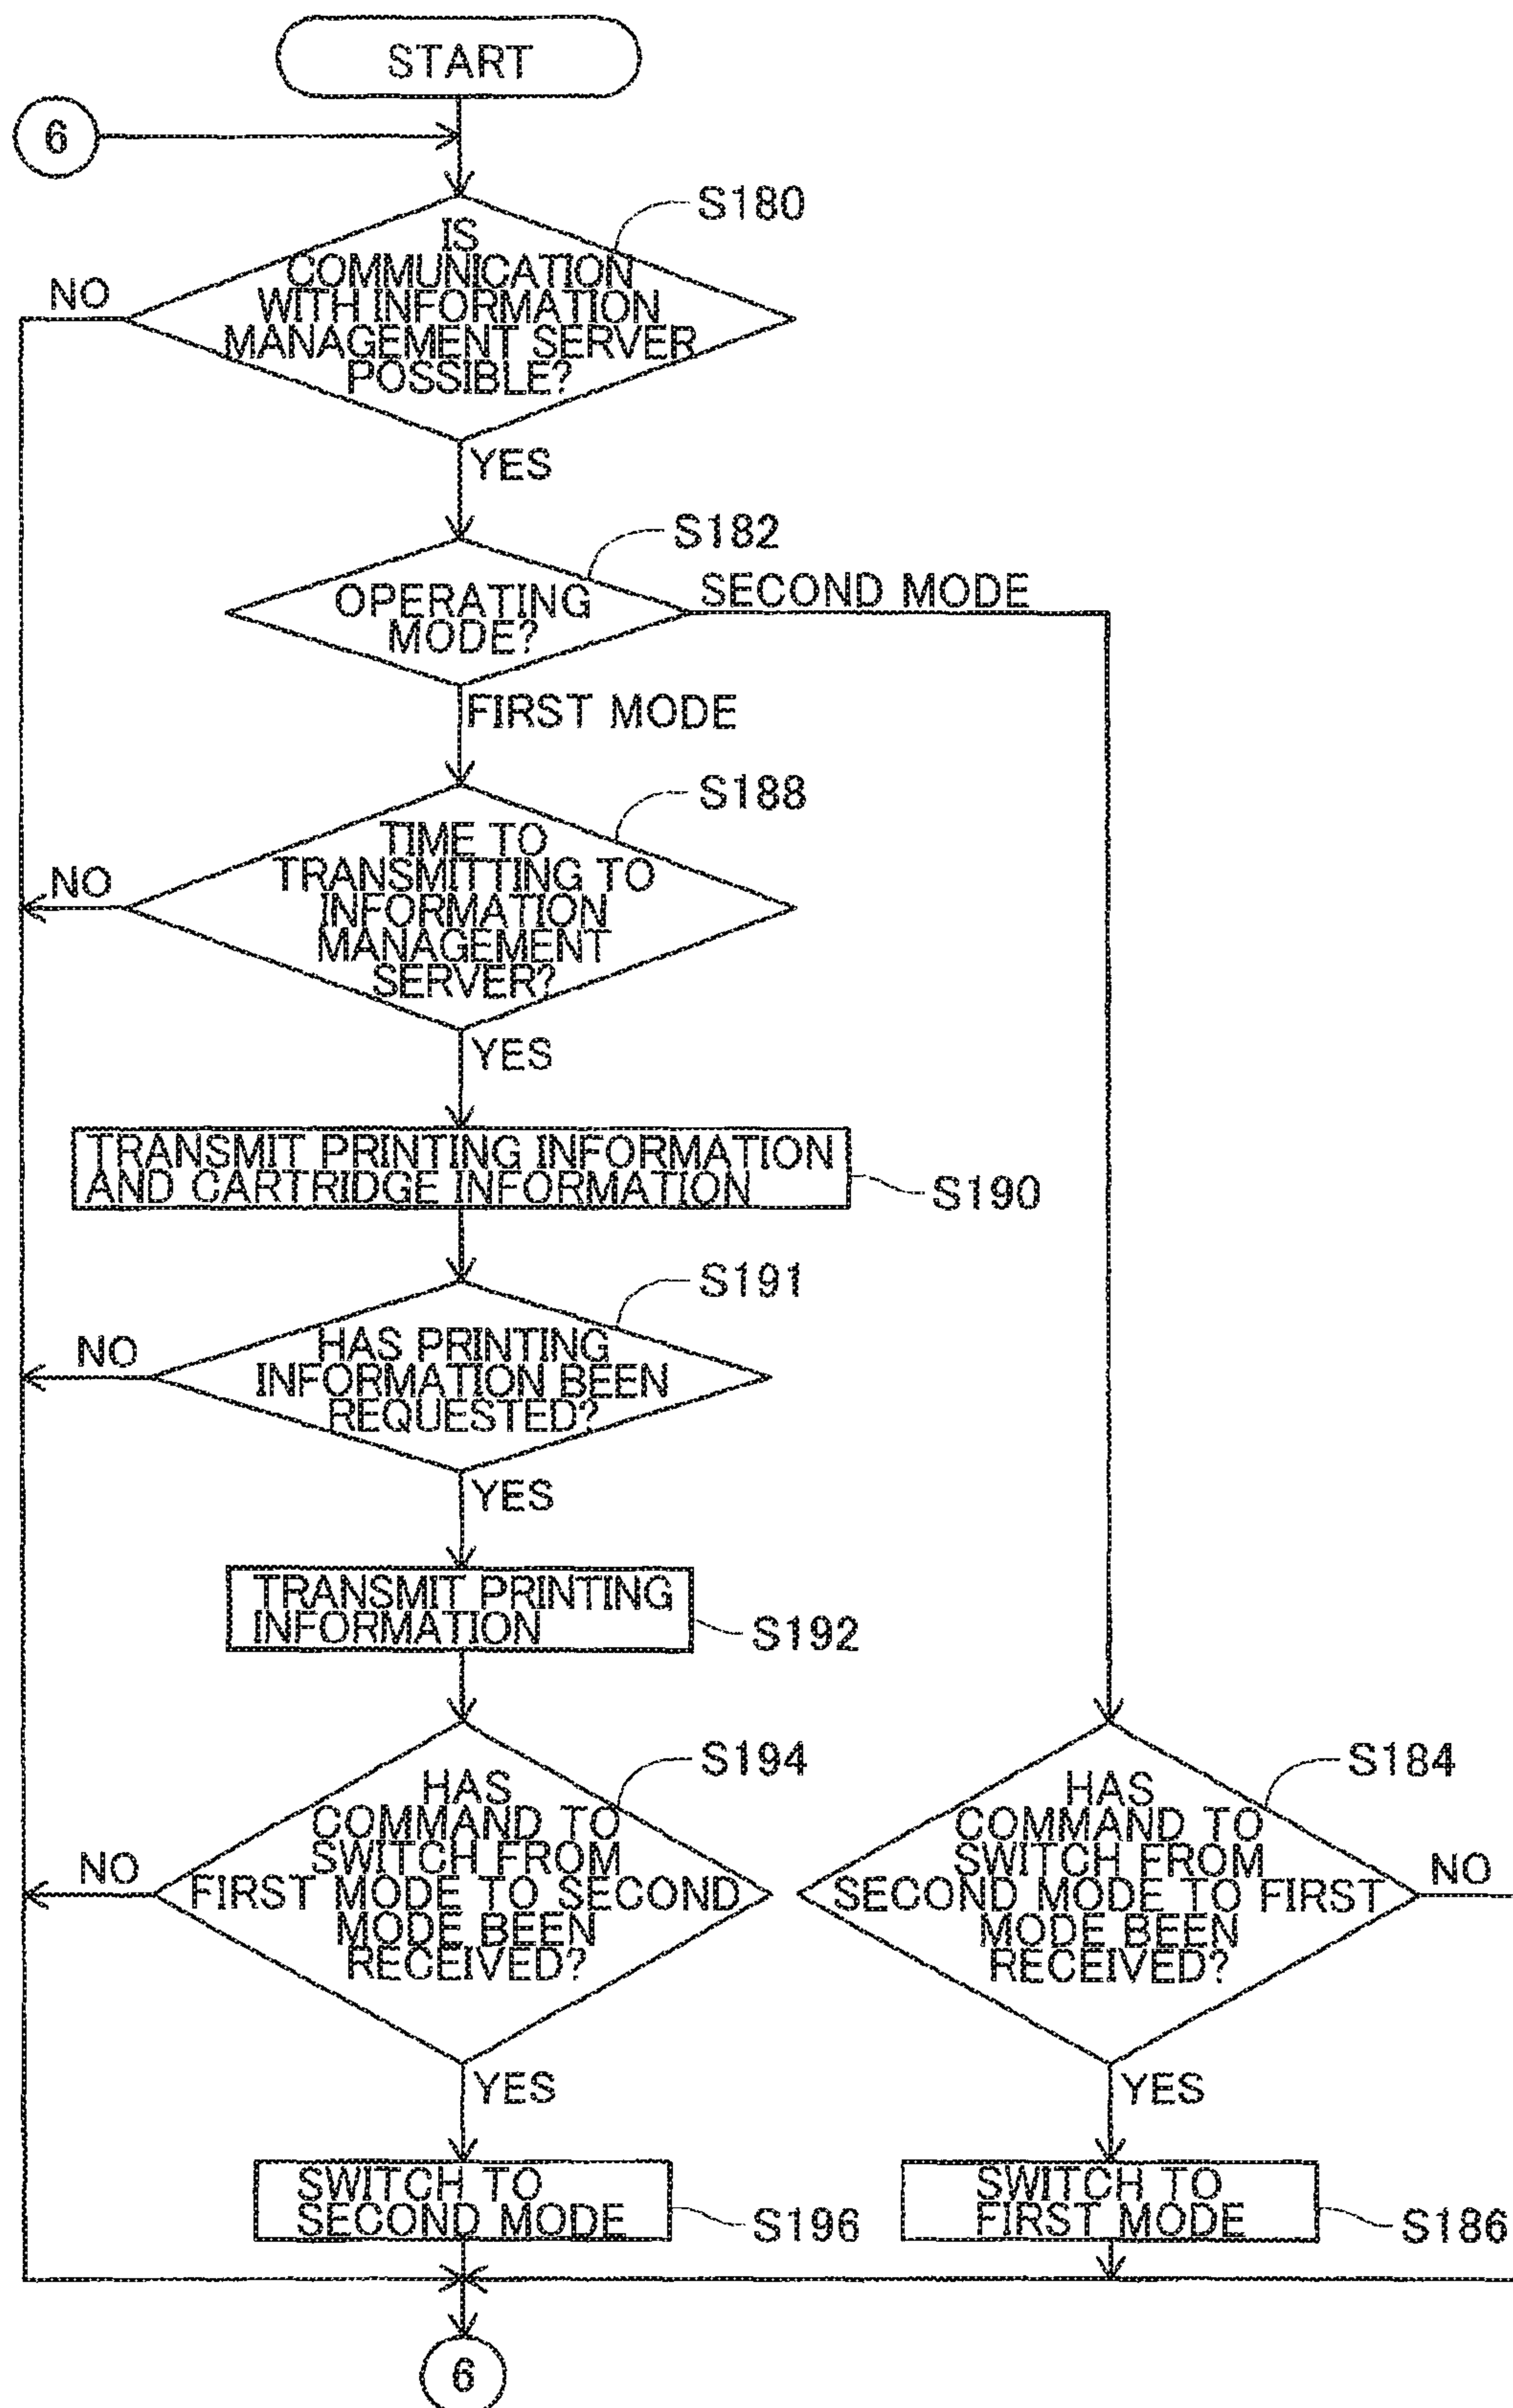 START
6
S180
IS
COMMUNICATION
WITH INFORMATION
MANAGEMENT SERVER
POSSIBLE?
NO
YES
S182
OPERATING
MODE?
SECOND MODE
FIRST MODE
S188
TIME TO
TRANSMITTING TO
INFORMATION
MANAGEMENT
SERVER?
NO
YES
TRANSMIT PRINTING INFORMATION
AND CARTRIDGE INFORMATION
S190
S191
HAS PRINTING
INFORMATION BEEN
REQUESTED?
NO
YES
TRANSMIT PRINTING
INFORMATION
S192
S194
HAS
COMMAND TO
SWITCH FROM
FIRST MODE TO SECOND
MODE BEEN
RECEIVED?
NO
YES
S184
HAS
COMMAND TO
SWITCH FROM
SECOND MODE TO FIRST
MODE BEEN
RECEIVED?
NO
YES
SWITCH TO
SECOND MODE
S196
SWITCH TO
FIRST MODE
S186
6